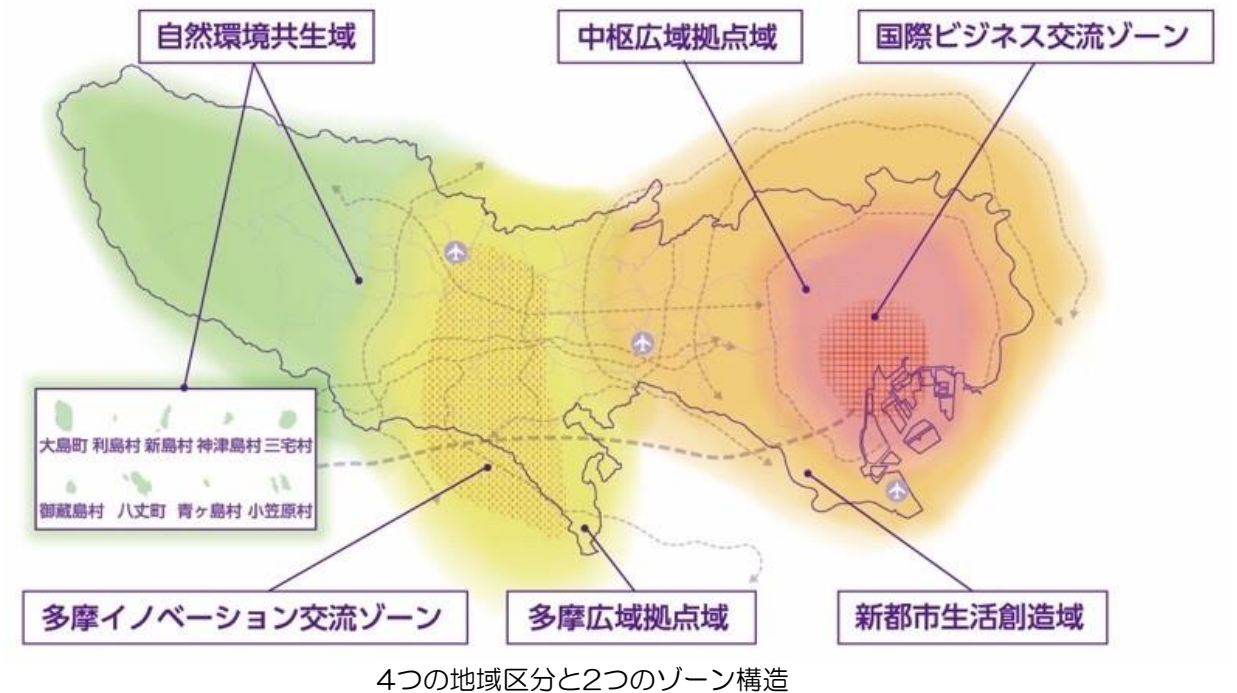 自然環境共生域
中枢広域拠点域
国際ビジネス交流ゾーン
大島町 利島村 新島村 神津島村 三宅村
御蔵島村 八丈町 青ヶ島村 小笠原村
多摩イノベーション交流ゾーン
多摩広域拠点域
新都市生活創造域
4つの地域区分と2つのゾーン構造